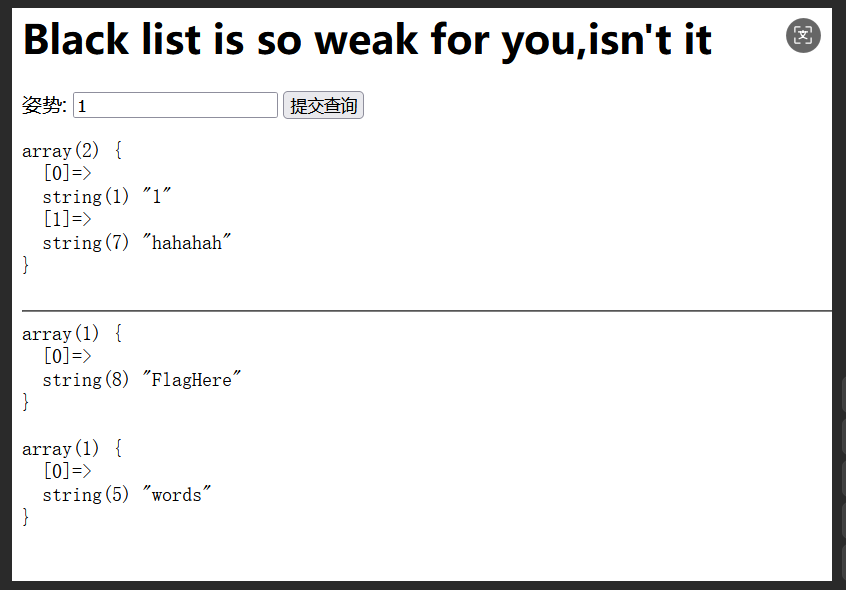 Black list is so weak for you,isn't it
姿势: 1 提交查询
array(2) {
  [0]=>
  string(1) "1"
  [1]=>
  string(7) "hahahah"
}
array(1) {
  [0]=>
  string(8) "FlagHere"
}
array(1) {
  [0]=>
  string(5) "words"
}